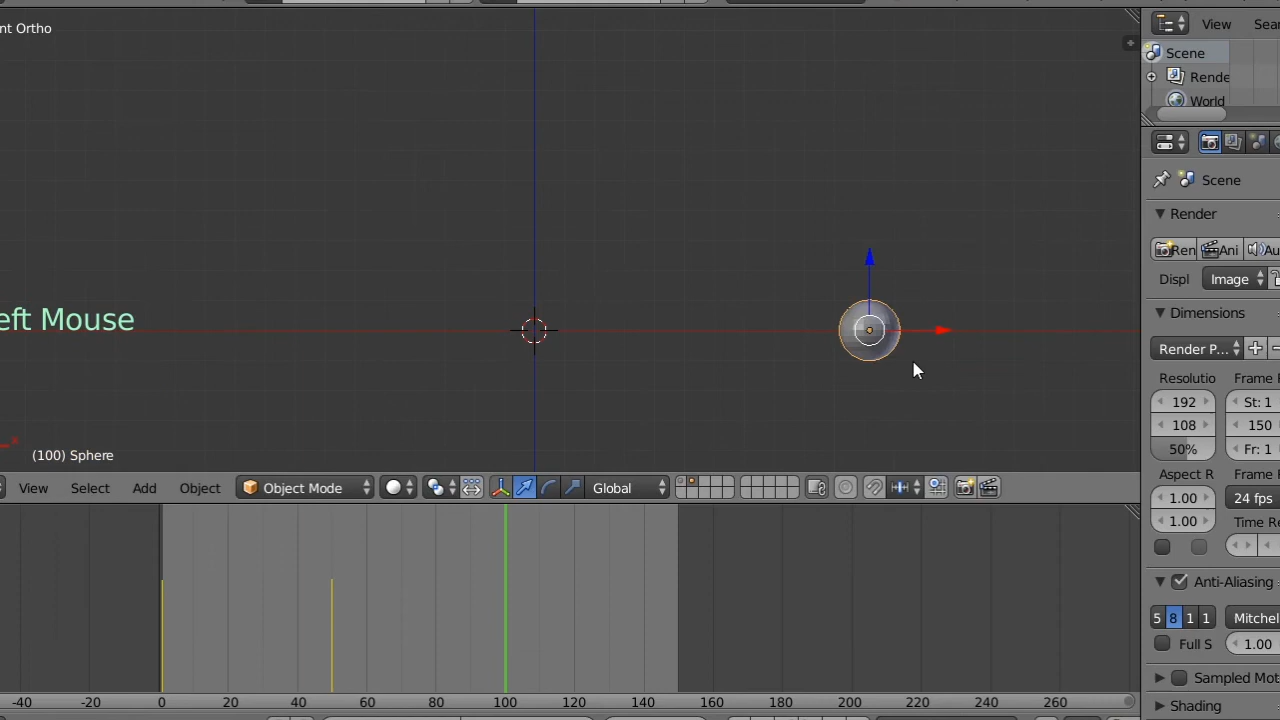 nt Ortho
View Sea
Scene
Rende
World
Scene
Render
Ren Ani Au
Displ Image
Dimensions
Render P...
Resolutio Frame R
192 St: 1
108 150
50% Fr: 1
Aspect R Frame R
1.00 24 fps
1.00 Time Re
Anti-Aliasing
5 8 1 1 Mitchel
Full S 1.00
Sampled Mot
Shading
eft Mouse
x
(100) Sphere
View Select Add Object Object Mode Global
-40 -20 0 20 40 60 80 100 120 140 160 180 200 220 240 260